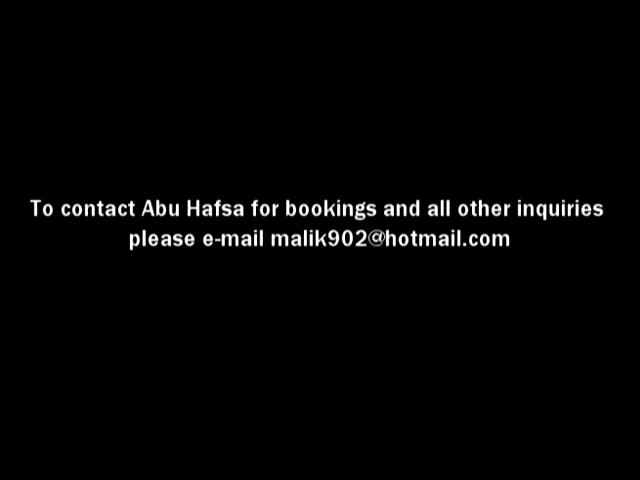 To contact Abu Hafsa for bookings and all other inquiries
please e-mail malik902@hotmail.com